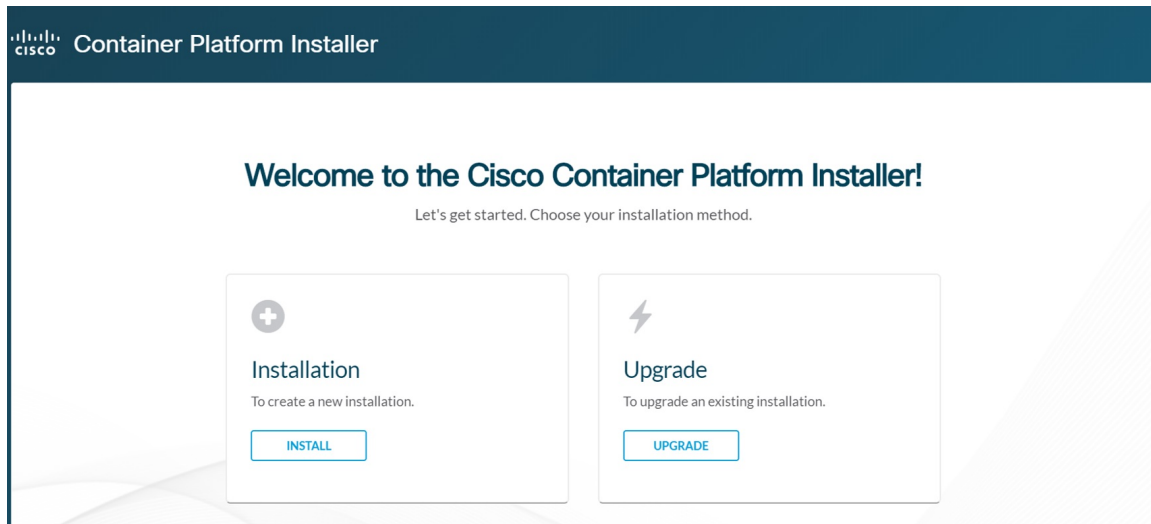 cisco Container Platform Installer
Welcome to the Cisco Container Platform Installer!
Let's get started. Choose your installation method.
Installation
To create a new installation.
INSTALL
Upgrade
To upgrade an existing installation.
UPGRADE